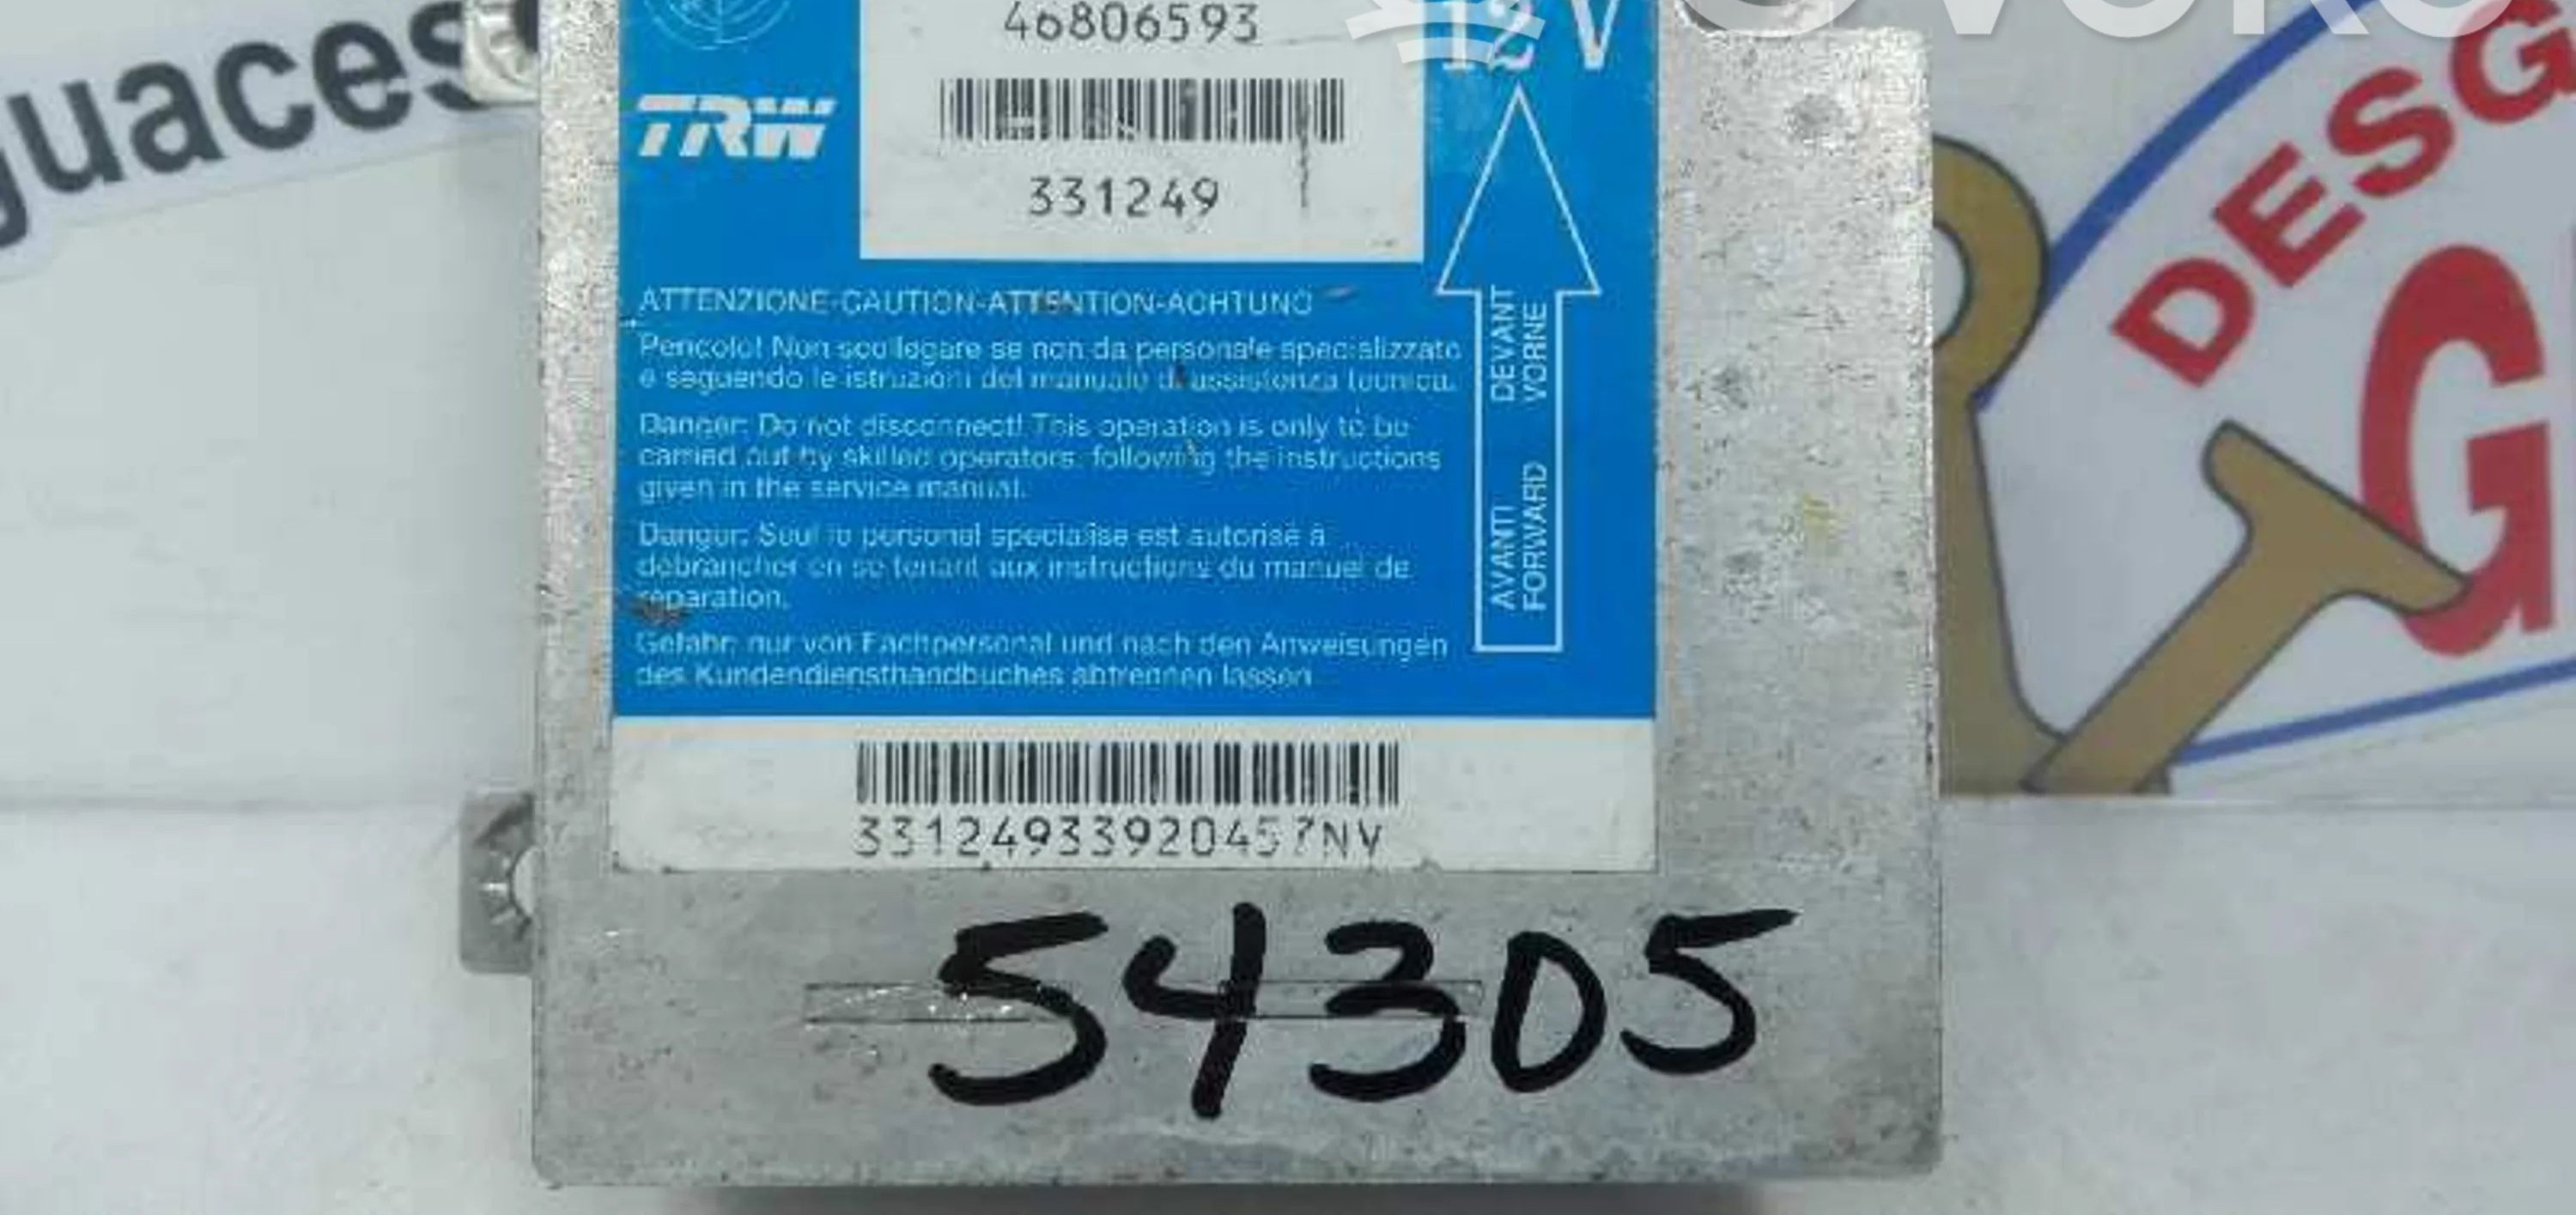 46806593
12 V
TRW
331249
ATTENZIONE-CAUTION-ATTENTION-ACHTUNG
Pericolo! Non scollegare se non da personale specializzato
e seguendo le istruzioni del manuale di assistenza tecnica.
Danger: Do not disconnect! This operation is only to be
carried out by skilled operators, following the instructions
given in the service manual.
Danger: Seul le personal specialise est autorise à
debrancher en se tenant aux instructions du manuel de
reparation.
Gefahr: nur von Fachpersonal und nach den Anweisungen
des Kundendiensthandbuches abtrennen lassen
AVANTI DEVANT
FORWARD VORNE
33124933920457NV
54305
guaces
DESG
G